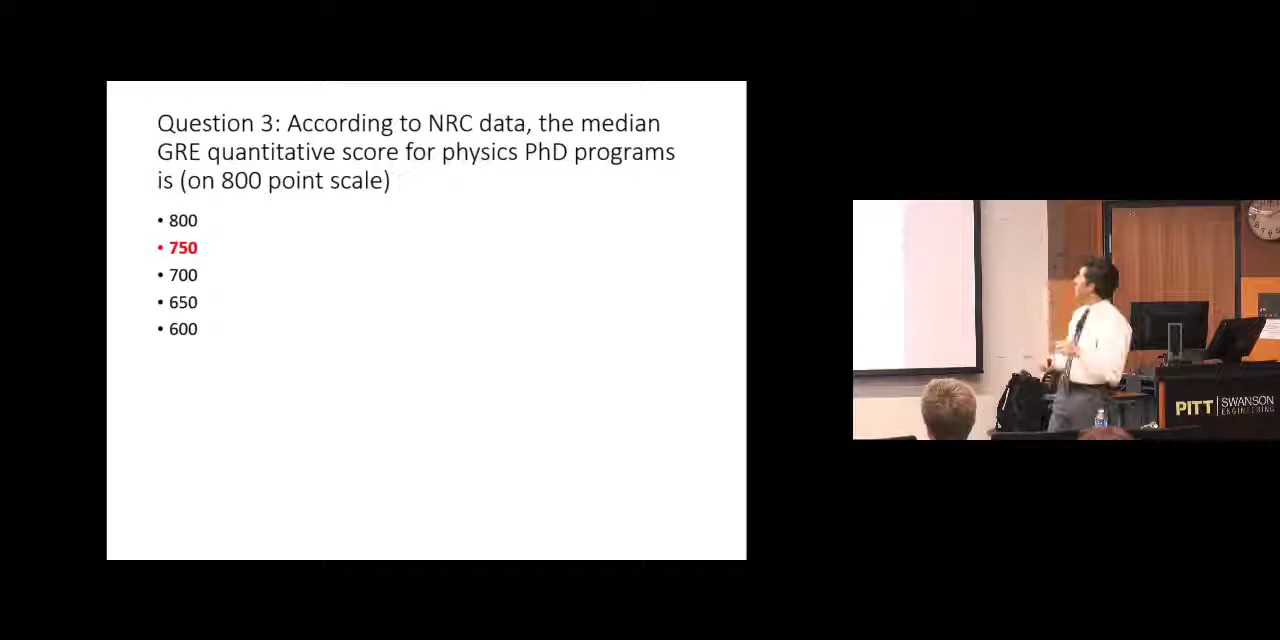 Question 3: According to NRC data, the median
GRE quantitative score for physics PhD programs
is (on 800 point scale)
• 800
• 750
• 700
• 650
• 600
PITT | SWANSON
ENGINEERING